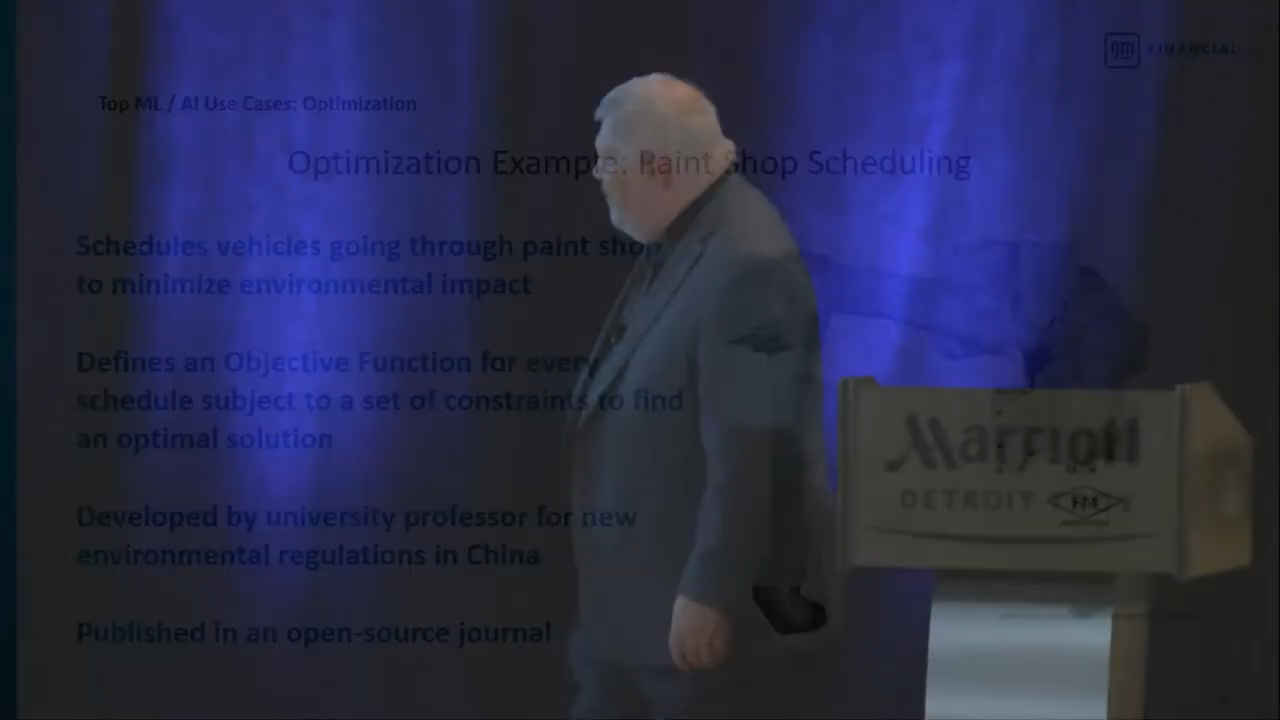 gm FINANCIAL
Top ML / AI Use Cases: Optimization
Optimization Example: Paint Shop Scheduling
Schedules vehicles going through paint shop
to minimize environmental impact
Defines an Objective Function for every
schedule subject to a set of constraints to find
an optimal solution
Marriott
DETROIT
Developed by university professor for new
environmental regulations in China
Published in an open-source journal